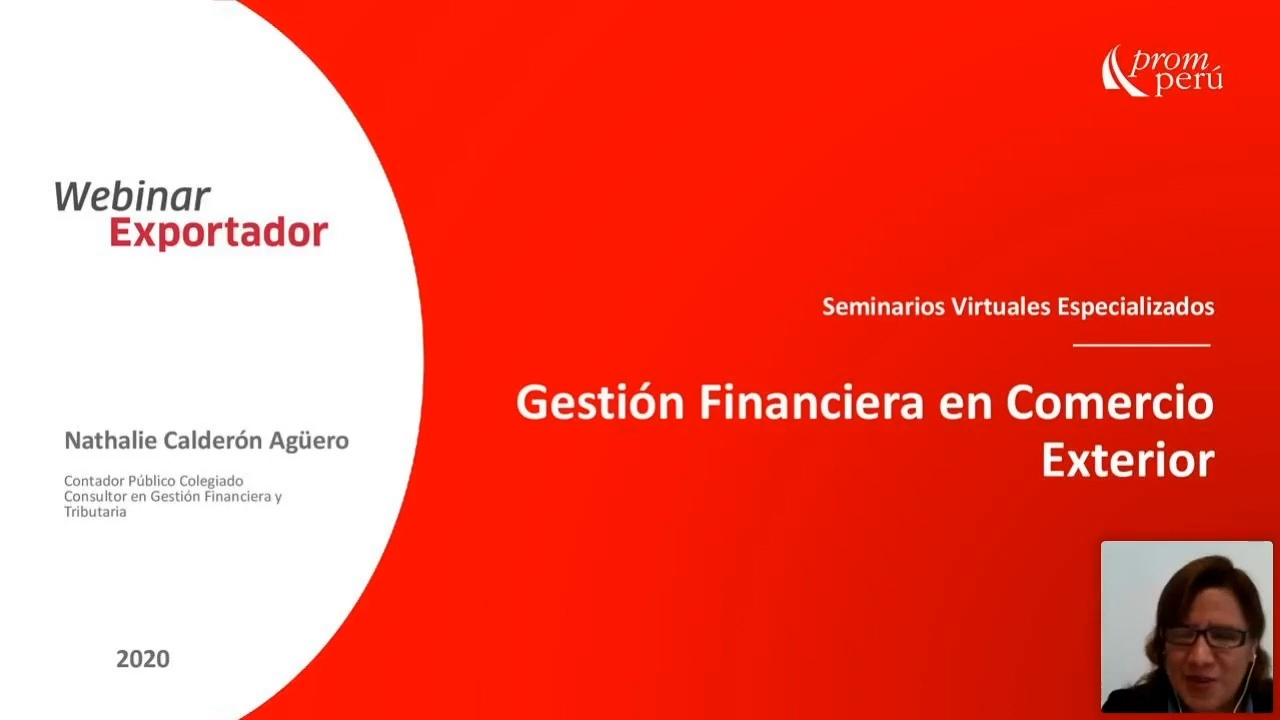 prom
perú
Webinar
Exportador
Seminarios Virtuales Especializados
Gestión Financiera en Comercio
Exterior
Nathalie Calderón Agüero
Contador Público Colegiado
Consultor en Gestión Financiera y
Tributaria
2020